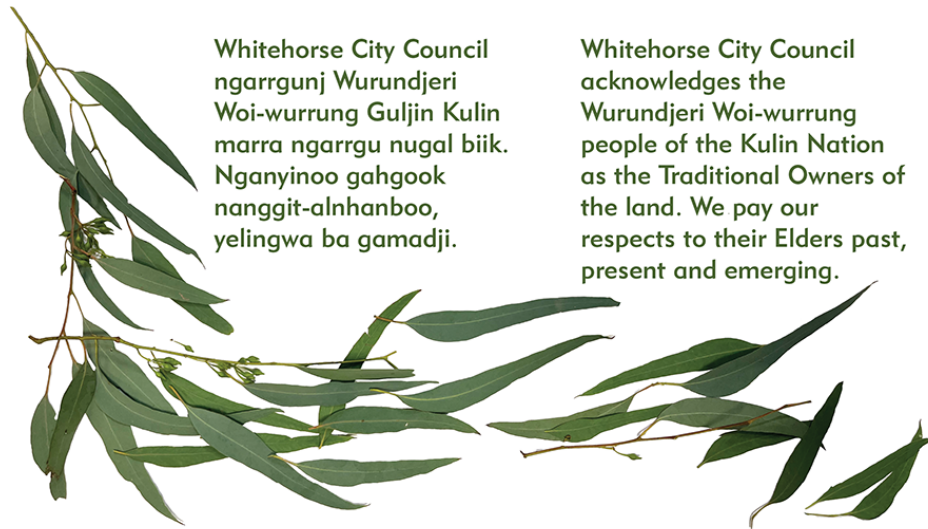 Whitehorse City Council
ngarrgunj Wurundjeri
Woi-wurrung Guljin Kulin
marra ngarrgu nugal biik.
Nganyinoo gahgook
nanggit-alnhanboo,
yelingwa ba gamadji.
Whitehorse City Council
acknowledges the
Wurundjeri Woi-wurrung
people of the Kulin Nation
as the Traditional Owners of
the land. We pay our
respects to their Elders past,
present and emerging.